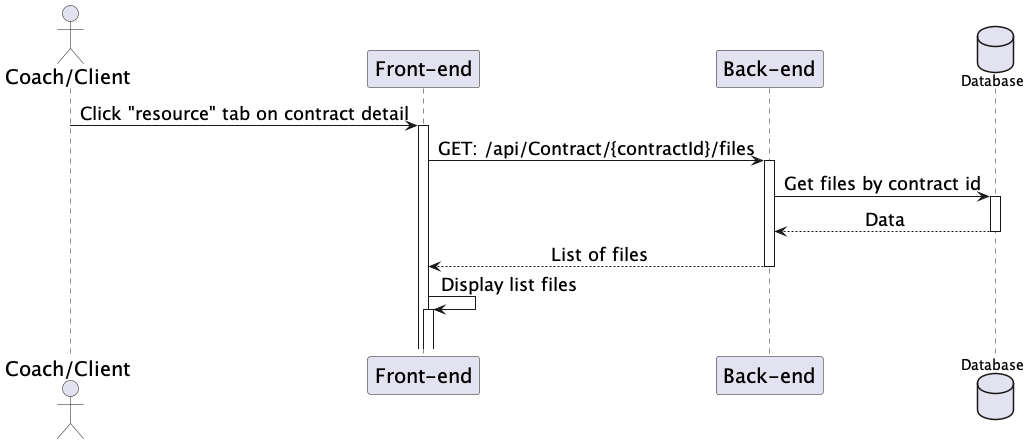 Coach/Client
Front-end
Back-end
Database
Click "resource" tab on contract detail
GET: /api/Contract/{contractId}/files
Get files by contract id
Data
List of files
Display list files
Coach/Client
Front-end
Back-end
Database